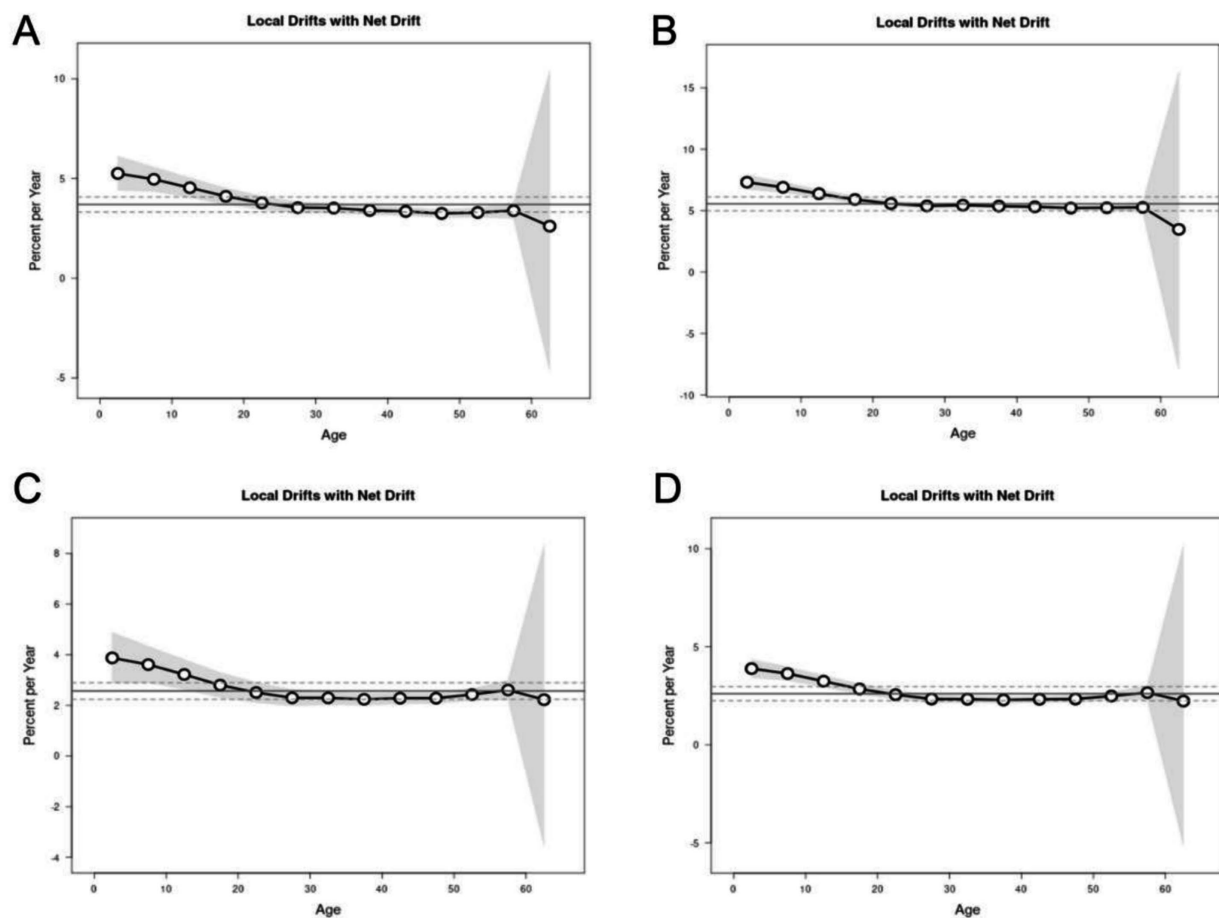 A
Local Drifts with Net Drift
10
5
0
-5
Percent per Year
0 10 20 30 40 50 60
Age
B
Local Drifts with Net Drift
15
10
5
0
-5
-10
Percent per Year
0 10 20 30 40 50 60
Age
C
Local Drifts with Net Drift
8
6
4
2
0
-2
-4
Percent per Year
0 10 20 30 40 50 60
Age
D
Local Drifts with Net Drift
10
5
0
-5
Percent per Year
0 10 20 30 40 50 60
Age